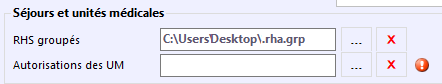 Séjours et unités médicales
RHS groupés C:\Users\Desktop\.rha.grp ... X
Autorisations des UM ... X !